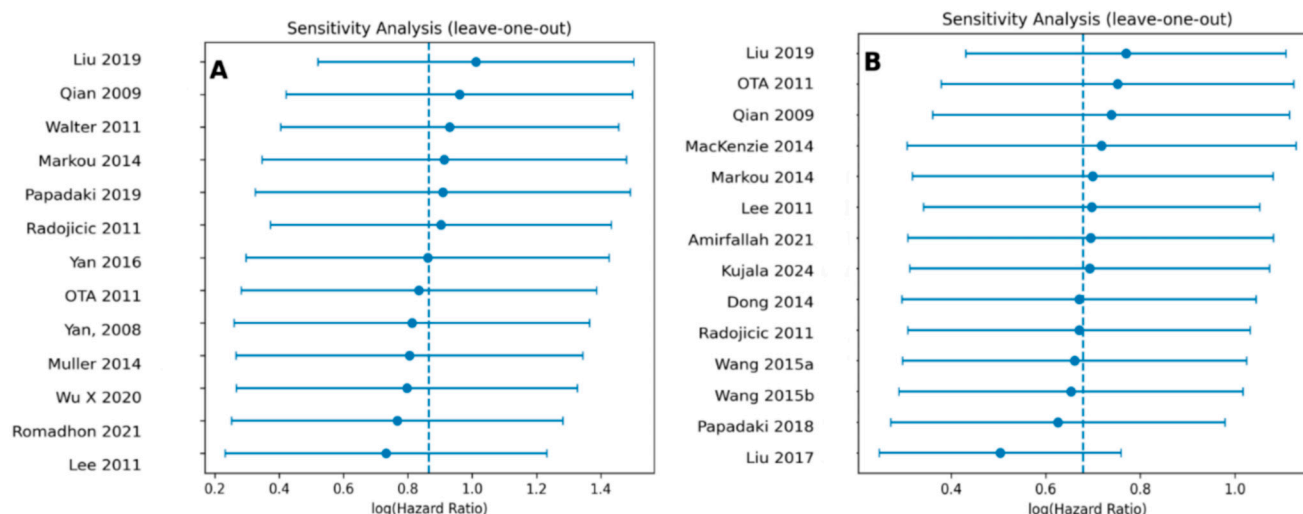 Sensitivity Analysis (leave-one-out)
A
Liu 2019
Qian 2009
Walter 2011
Markou 2014
Papadaki 2019
Radojicic 2011
Yan 2016
OTA 2011
Yan, 2008
Muller 2014
Wu X 2020
Romadhon 2021
Lee 2011
0.2 0.4 0.6 0.8 1.0 1.2 1.4
log(Hazard Ratio)
Sensitivity Analysis (leave-one-out)
B
Liu 2019
OTA 2011
Qian 2009
MacKenzie 2014
Markou 2014
Lee 2011
Amirfallah 2021
Kujala 2024
Dong 2014
Radojicic 2011
Wang 2015a
Wang 2015b
Papadaki 2018
Liu 2017
0.4 0.6 0.8 1.0
log(Hazard Ratio)